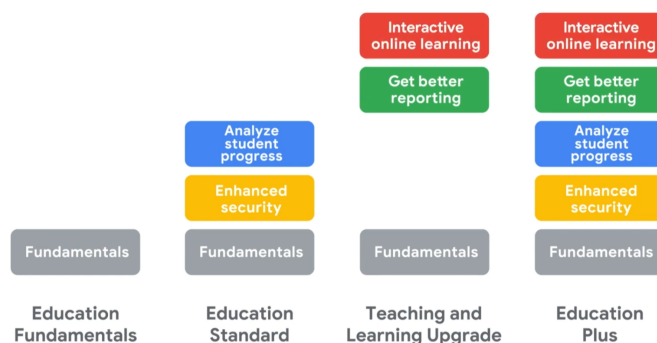 Interactive
online learning
Interactive
online learning
Get better
reporting
Get better
reporting
Analyze
student
progress
Analyze
student
progress
Enhanced
security
Enhanced
security
Fundamentals
Fundamentals
Fundamentals
Fundamentals
Education
Fundamentals
Education
Standard
Teaching and
Learning Upgrade
Education
Plus